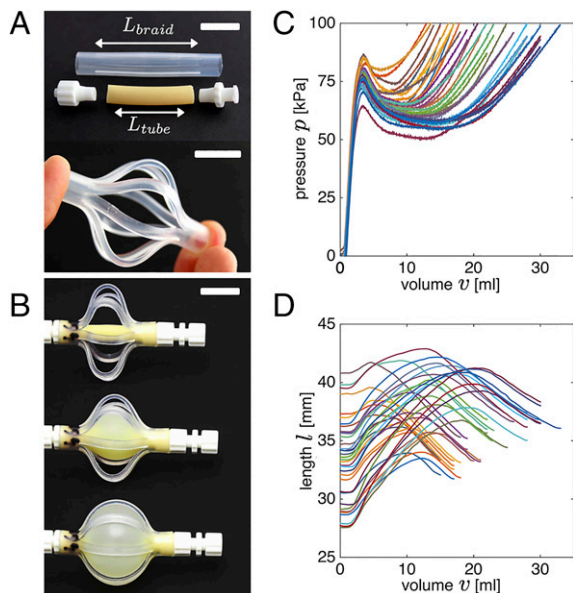 A
L_braid
L_tube
B
C
100
75
50
25
0
pressure p [kPa]
0 10 20 30
volume v [ml]
D
45
40
35
30
25
length l [mm]
0 10 20 30
volume v [ml]